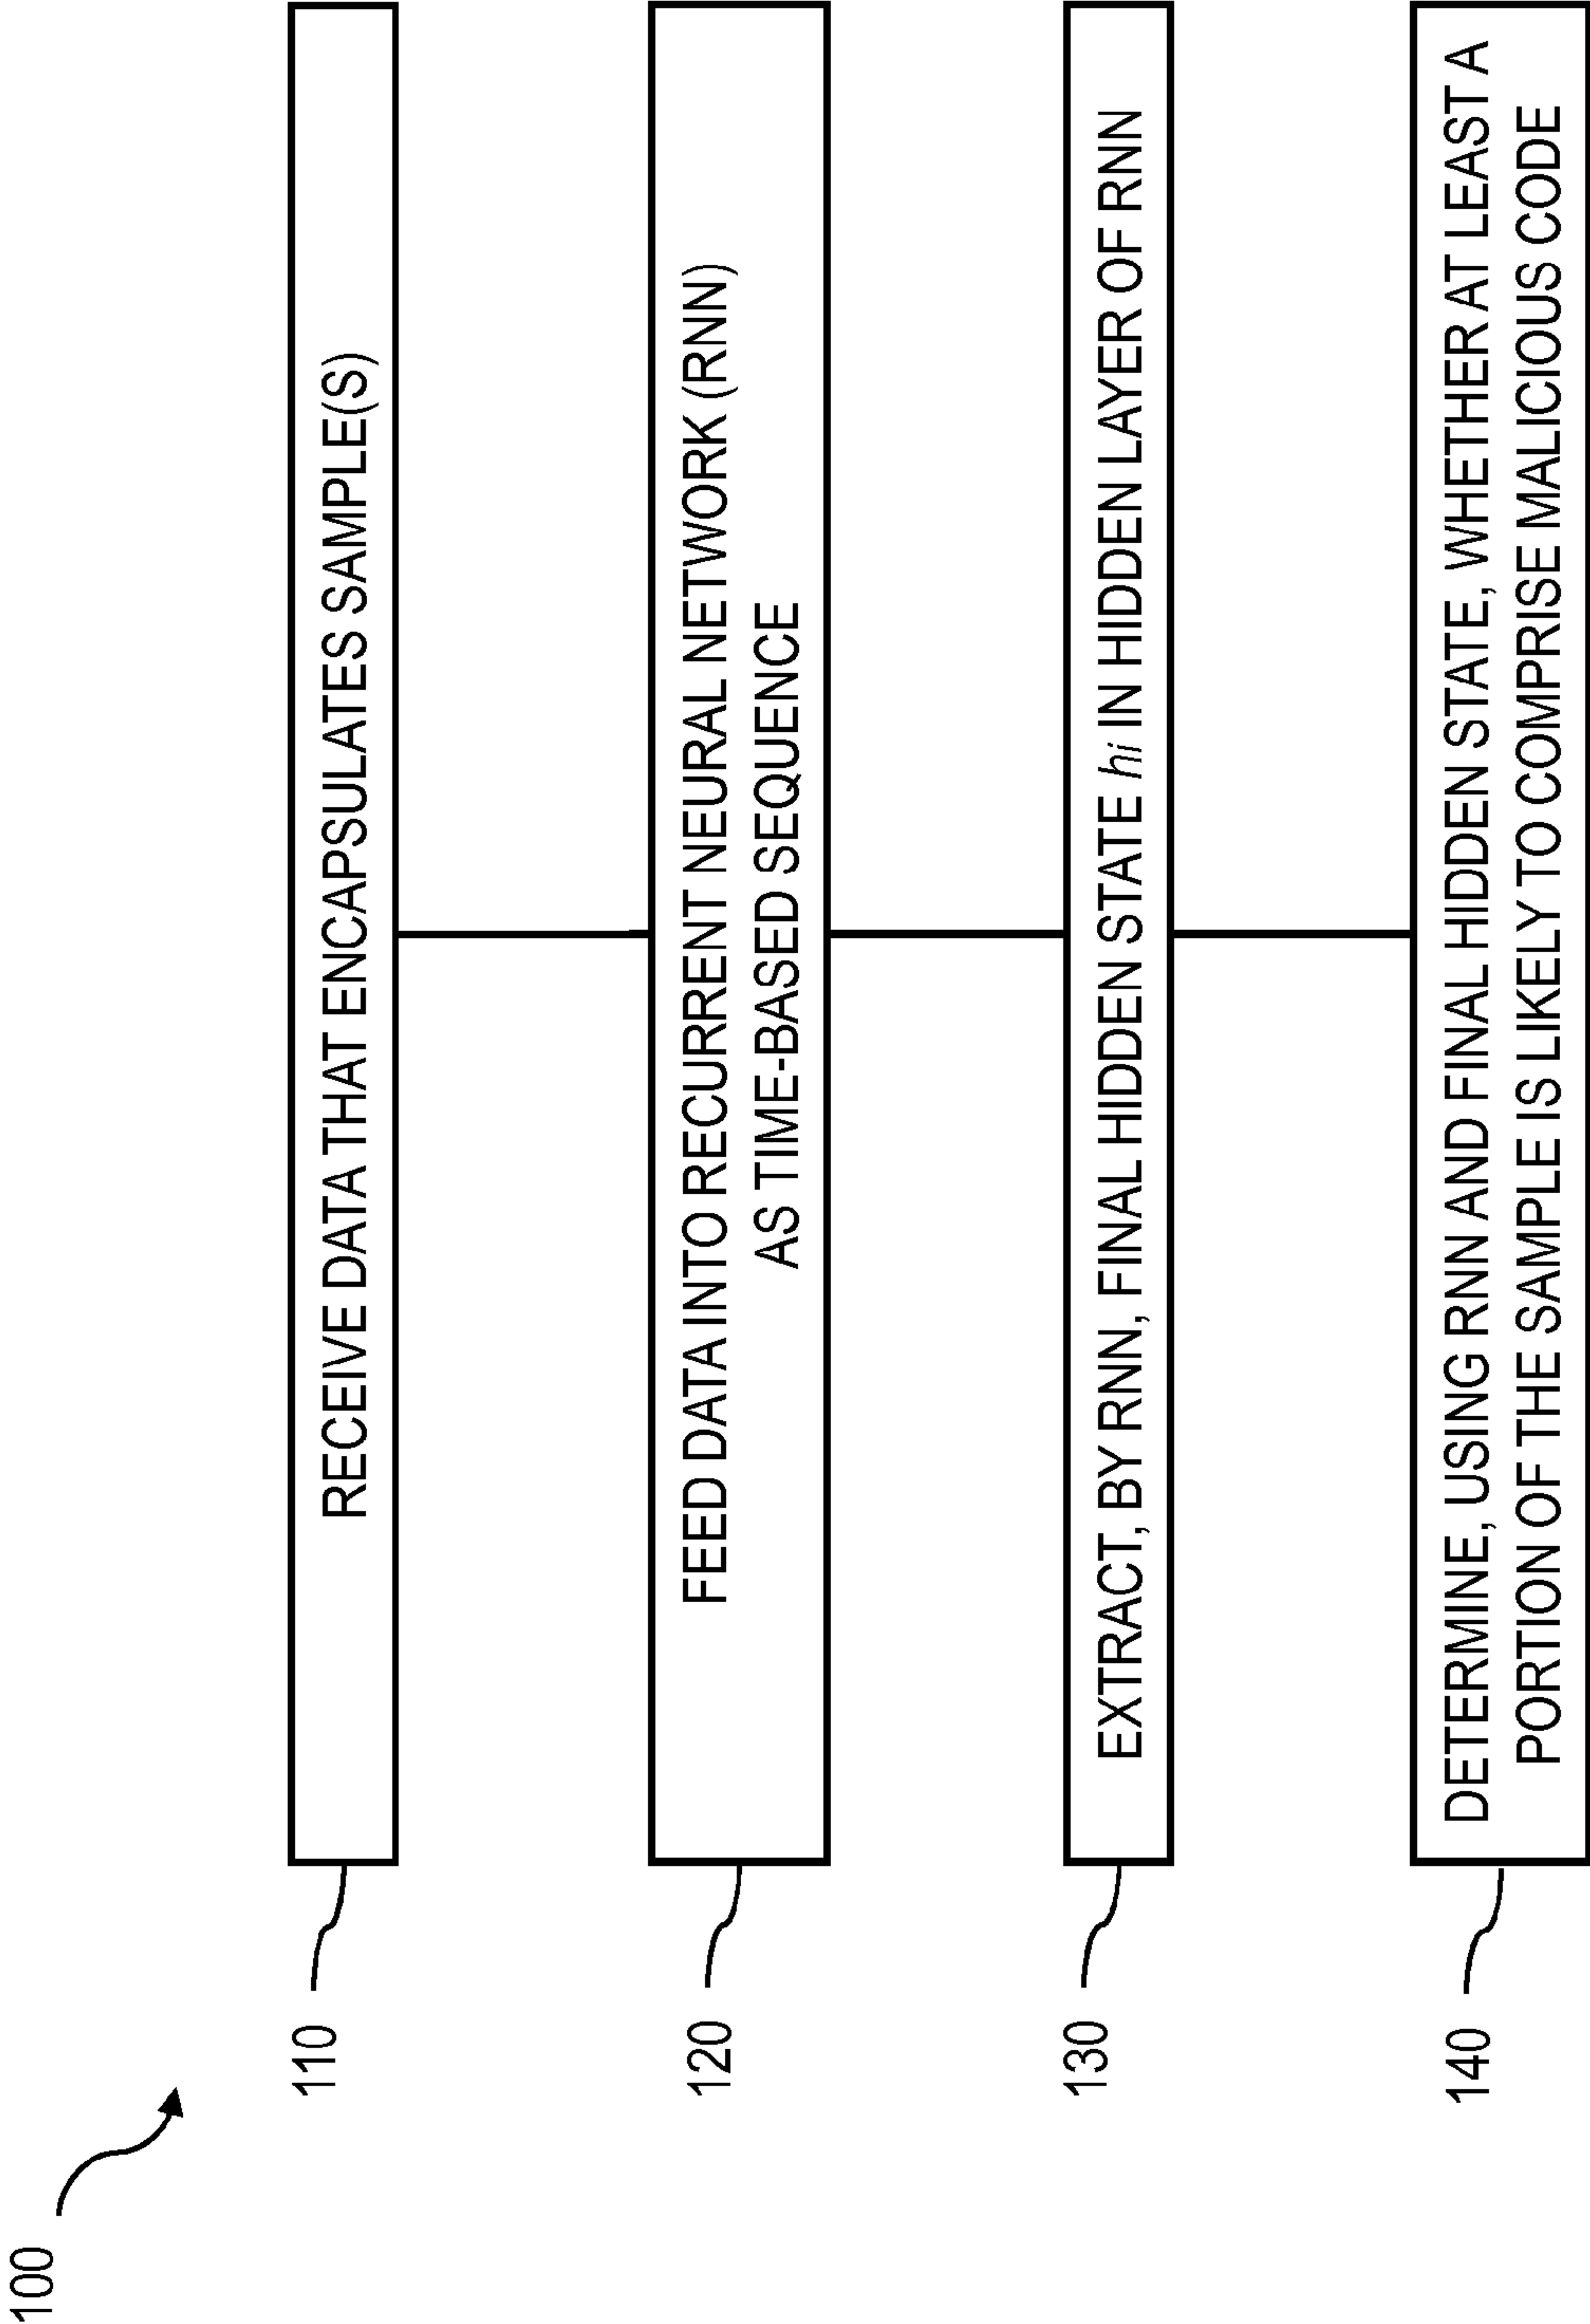 100
110
RECEIVE DATA THAT ENCAPSULATES SAMPLE(S)
120
FEED DATA INTO RECURRENT NEURAL NETWORK (RNN)
AS TIME-BASED SEQUENCE
130
EXTRACT, BY RNN, FINAL HIDDEN STATE hi IN HIDDEN LAYER OF RNN
140
DETERMINE, USING RNN AND FINAL HIDDEN STATE, WHETHER AT LEAST A
PORTION OF THE SAMPLE IS LIKELY TO COMPRISE MALICIOUS CODE